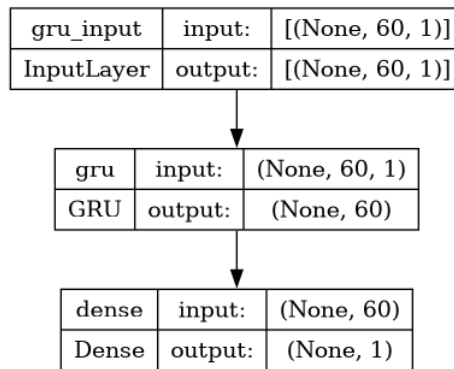 gru_input input: [(None, 60, 1)]
InputLayer output: [(None, 60, 1)]
gru input: (None, 60, 1)
GRU output: (None, 60)
dense input: (None, 60)
Dense output: (None, 1)